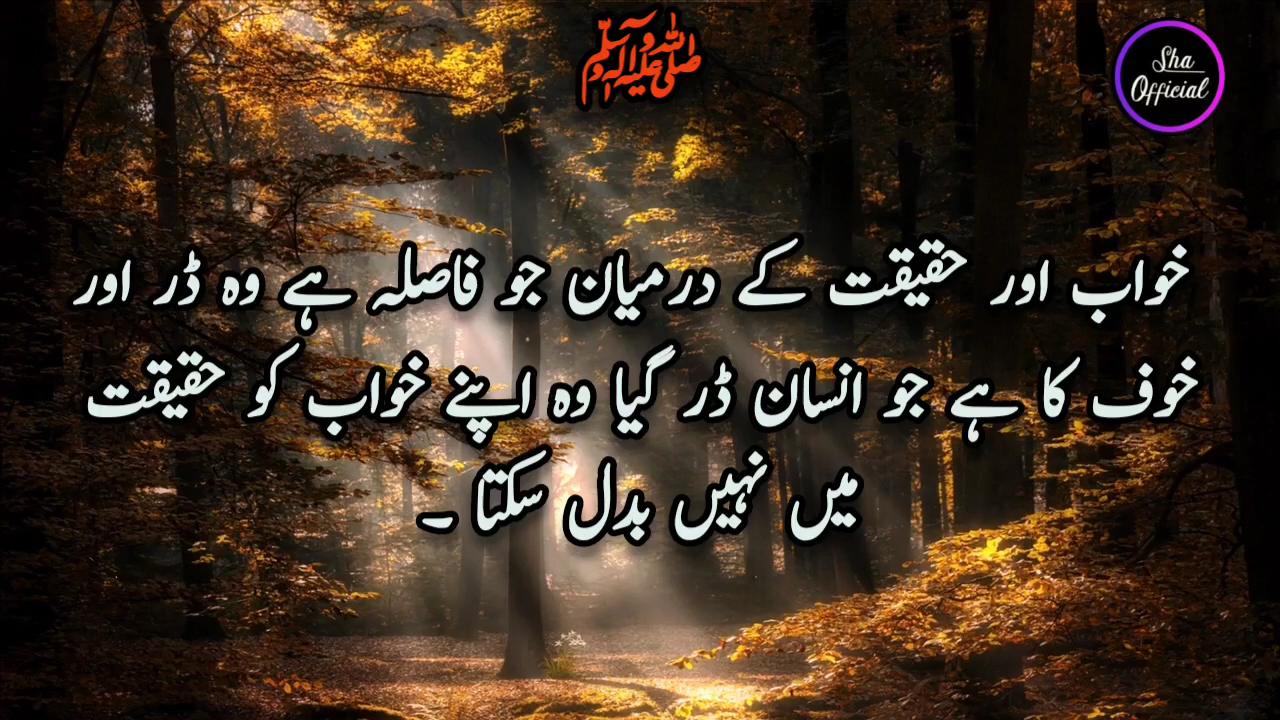 صلی اللہ علیہ وآلہ وسلم
Sha
Official
خواب اور حقیقت کے درمیان جو فاصلہ ہے وہ ڈر اور
خوف کا ہے جو انسان ڈر گیا وہ اپنے خواب کو حقیقت
میں نہیں بدل سکتا ۔